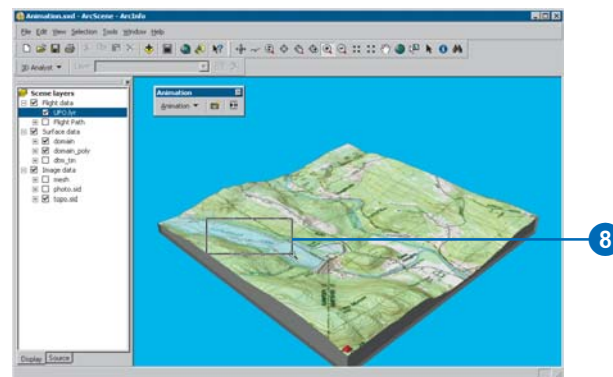 Animation.sxd - ArcScene - ArcInfo
File Edit View Selection Tools Window Help
3D Analyst Layer
Scene layers
Flight data
UFO.lyr
Flight Path
Surface data
domain
domain_poly
dtm_tin
Image data
mesh
photo.sid
topo.sid
Animation
Animation
8
Display Source